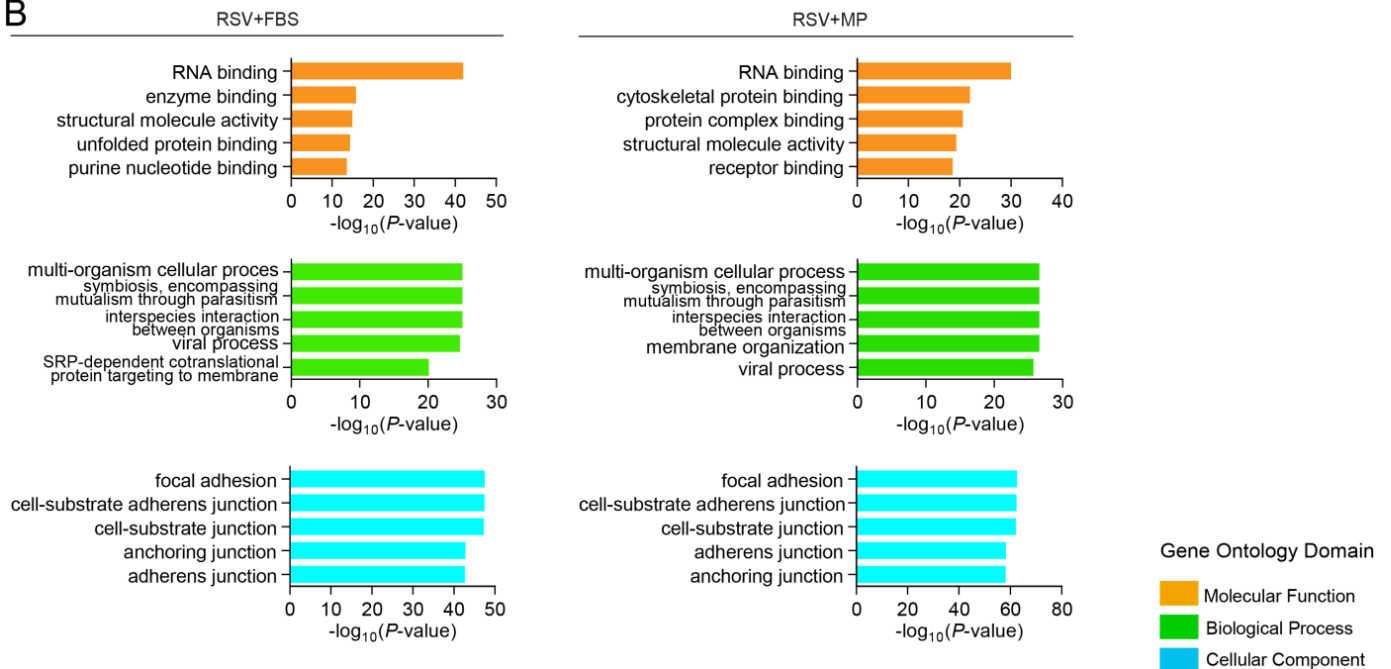 B
RSV+FBS
RNA binding
enzyme binding
structural molecule activity
unfolded protein binding
purine nucleotide binding
0 10 20 30 40 50
-log10(P-value)
multi-organism cellular proces
symbiosis, encompassing
mutualism through parasitism
interspecies interaction
between organisms
viral process
SRP-dependent cotranslational
protein targeting to membrane
0 10 20 30
-log10(P-value)
focal adhesion
cell-substrate adherens junction
cell-substrate junction
anchoring junction
adherens junction
0 10 20 30 40 50
-log10(P-value)
RSV+MP
RNA binding
cytoskeletal protein binding
protein complex binding
structural molecule activity
receptor binding
0 10 20 30 40
-log10(P-value)
multi-organism cellular process
symbiosis, encompassing
mutualism through parasitism
interspecies interaction
between organisms
membrane organization
viral process
0 10 20 30
-log10(P-value)
focal adhesion
cell-substrate adherens junction
cell-substrate junction
adherens junction
anchoring junction
0 20 40 60 80
-log10(P-value)
Gene Ontology Domain
Molecular Function
Biological Process
Cellular Component